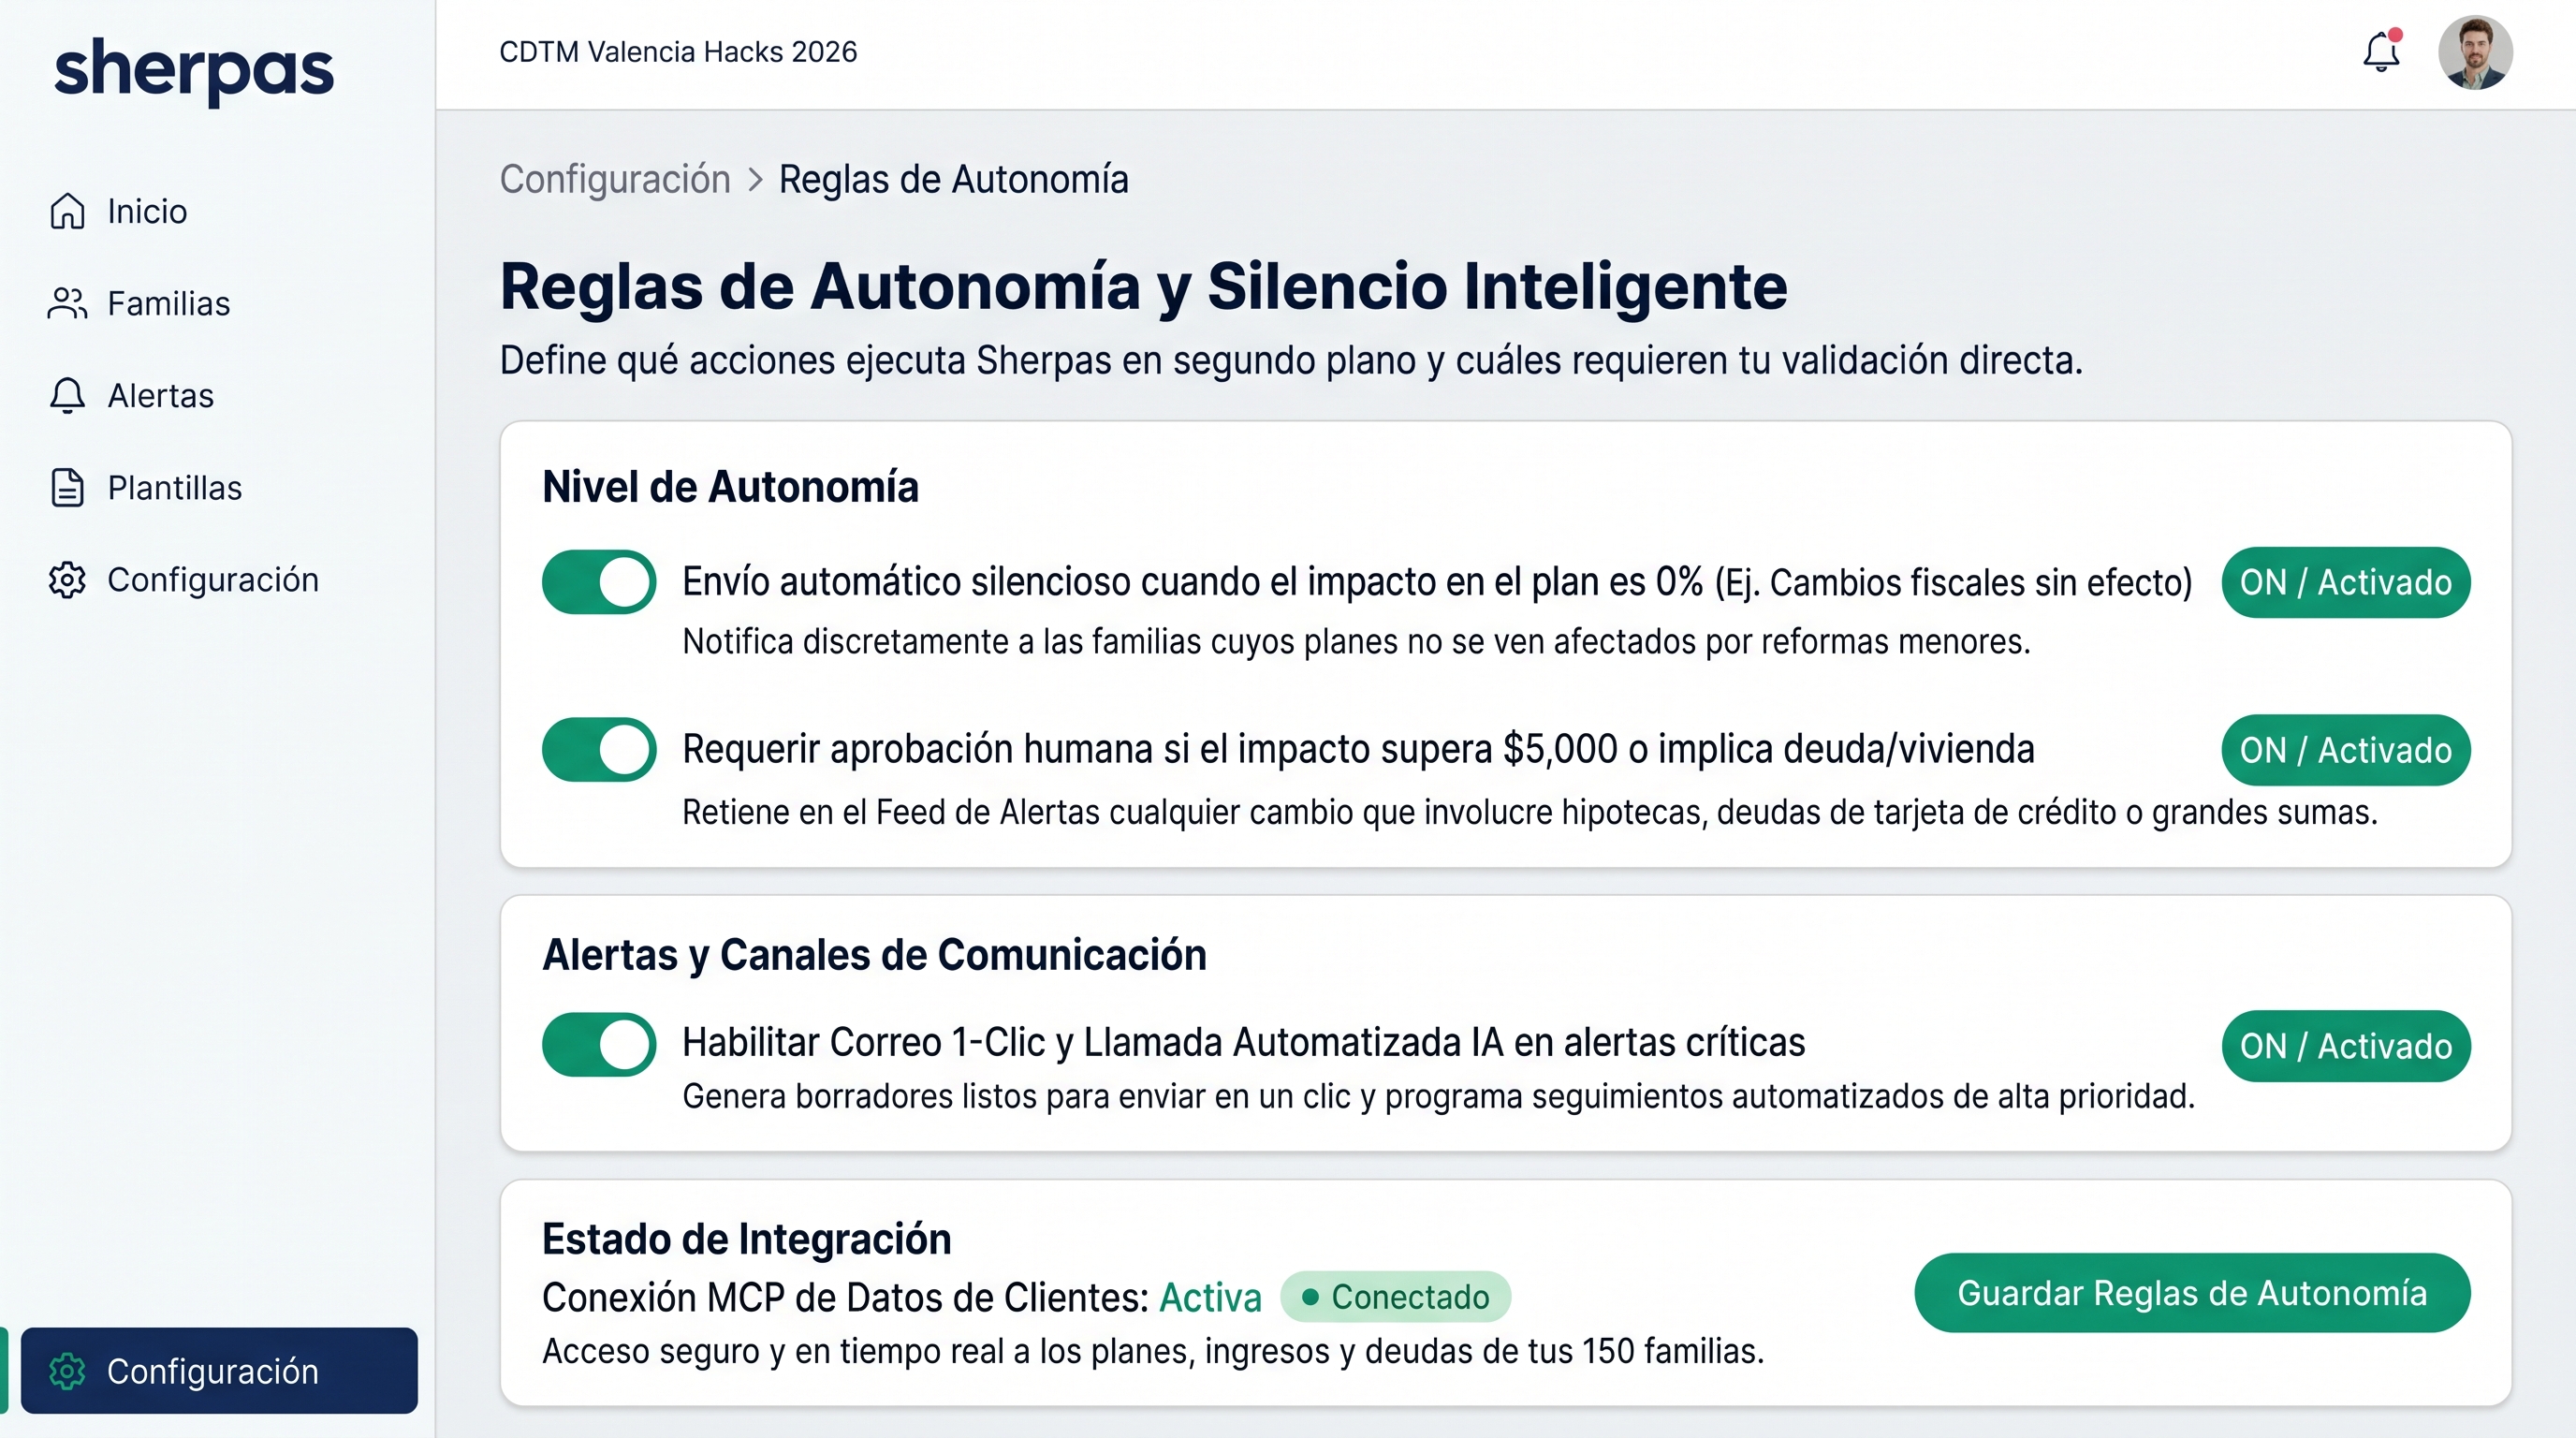 sherpas
Inicio
Familias
Alertas
Plantillas
Configuración
Configuración
CDTM Valencia Hacks 2026
Configuración > Reglas de Autonomía
Reglas de Autonomía y Silencio Inteligente
Define qué acciones ejecuta Sherpas en segundo plano y cuáles requieren tu validación directa.
Nivel de Autonomía
Envío automático silencioso cuando el impacto en el plan es 0% (Ej. Cambios fiscales sin efecto) ON / Activado
Notifica discretamente a las familias cuyos planes no se ven afectados por reformas menores.
Requerir aprobación humana si el impacto supera $5,000 o implica deuda/vivienda ON / Activado
Retiene en el Feed de Alertas cualquier cambio que involucre hipotecas, deudas de tarjeta de crédito o grandes sumas.
Alertas y Canales de Comunicación
Habilitar Correo 1-Clic y Llamada Automatizada IA en alertas críticas ON / Activado
Genera borradores listos para enviar en un clic y programa seguimientos automatizados de alta prioridad.
Estado de Integración
Conexión MCP de Datos de Clientes: Activa Conectado
Acceso seguro y en tiempo real a los planes, ingresos y deudas de tus 150 familias.
Guardar Reglas de Autonomía